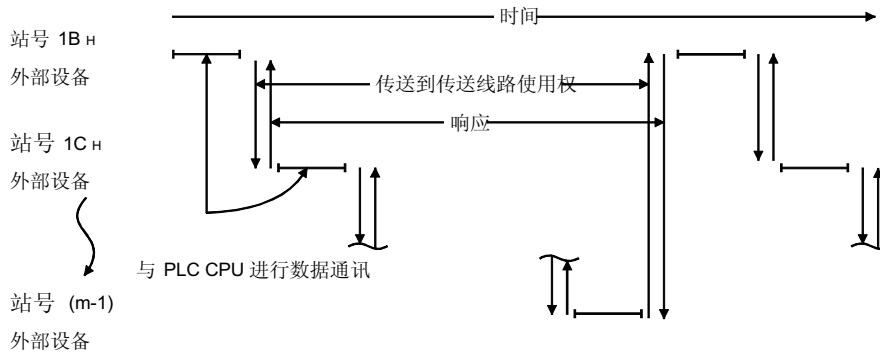 时间
站号 1B H
外部设备
传送到传送线路使用权
响应
站号 1C H
外部设备
与 PLC CPU 进行数据通讯
站号 (m-1)
外部设备